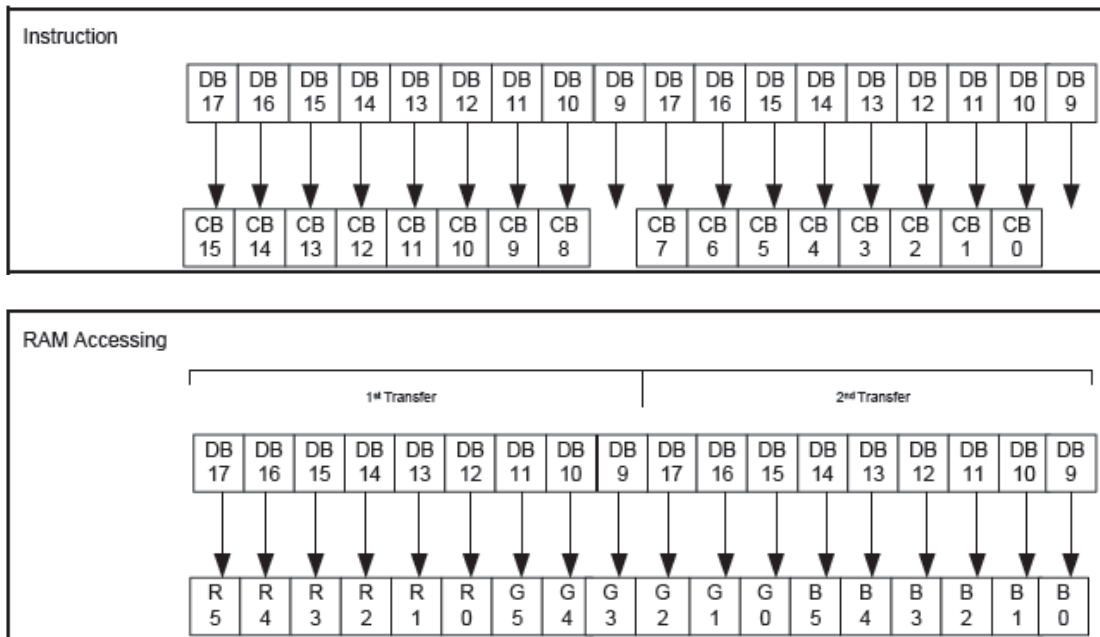 Instruction
DB DB DB DB DB DB DB DB DB DB DB DB DB DB DB DB DB DB
17 16 15 14 13 12 11 10 9 17 16 15 14 13 12 11 10 9
CB CB CB CB CB CB CB CB CB CB CB CB CB CB CB CB
15 14 13 12 11 10 9 8 7 6 5 4 3 2 1 0
RAM Accessing
1st Transfer 2nd Transfer
DB DB DB DB DB DB DB DB DB DB DB DB DB DB DB DB DB DB
17 16 15 14 13 12 11 10 9 17 16 15 14 13 12 11 10 9
R R R R R R G G G G G G B B B B B B
5 4 3 2 1 0 5 4 3 2 1 0 5 4 3 2 1 0